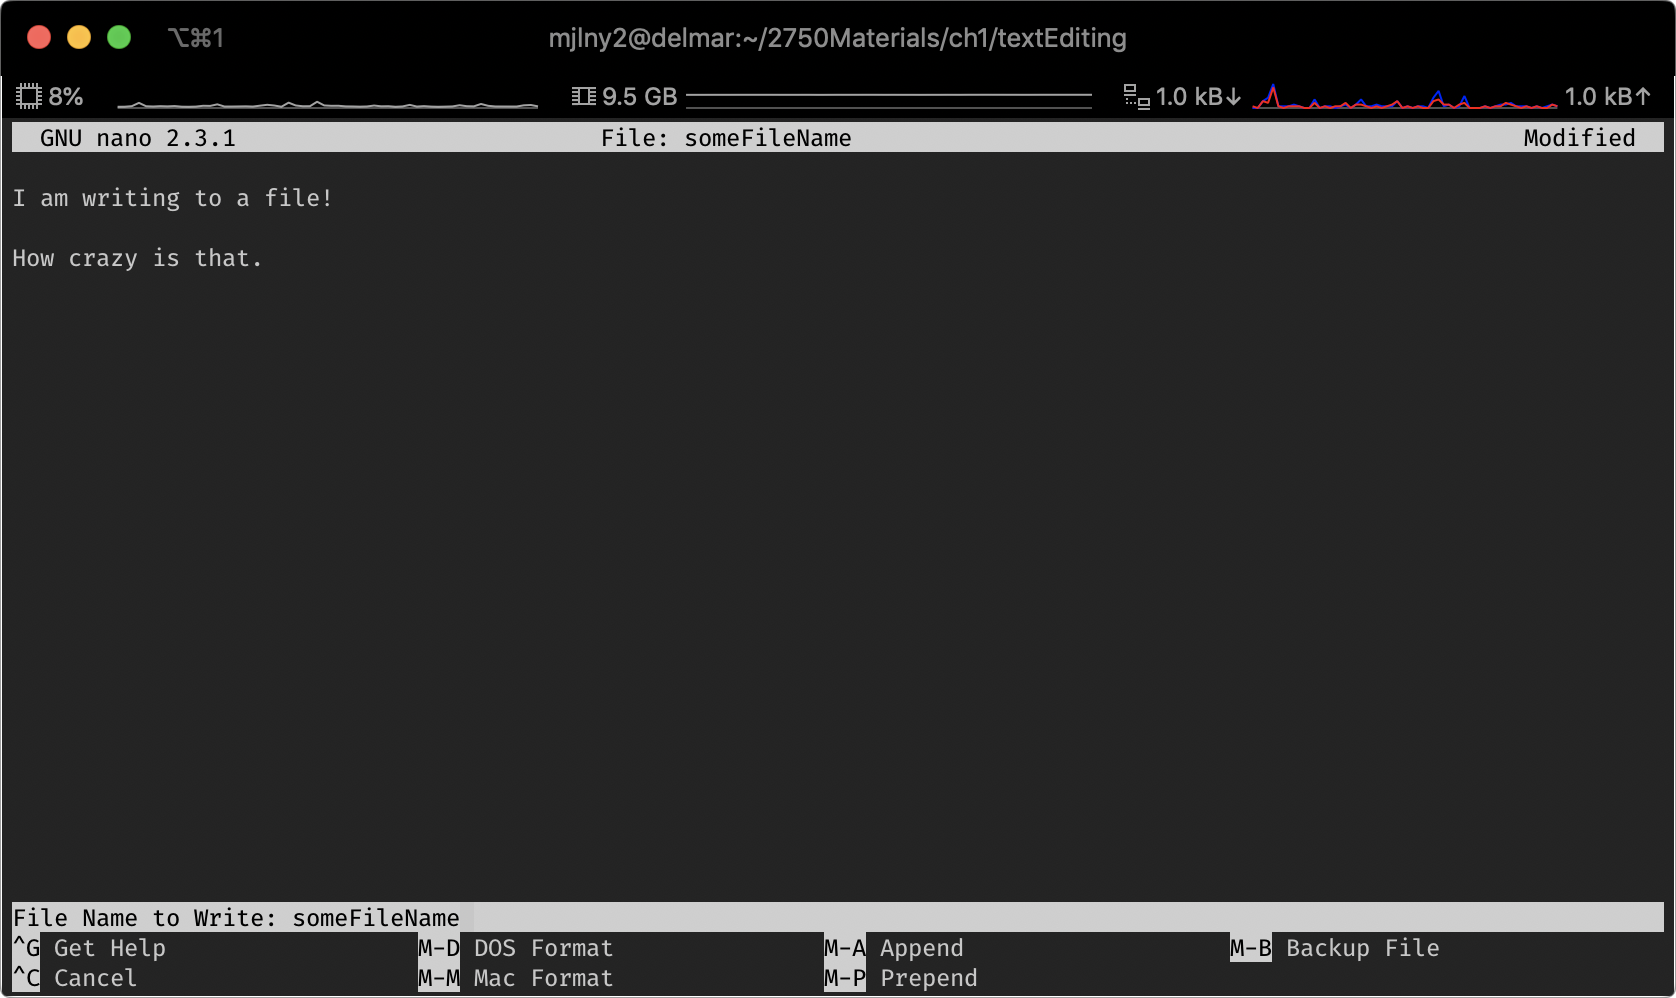 ⌥⌘1 mjlny2@delmar:~/2750Materials/ch1/textEditing
8% 9.5 GB 1.0 kB↓ 1.0 kB↑
GNU nano 2.3.1 File: someFileName Modified
I am writing to a file!
How crazy is that.
File Name to Write: someFileName
^G Get Help M-D DOS Format M-A Append M-B Backup File
^C Cancel M-M Mac Format M-P Prepend